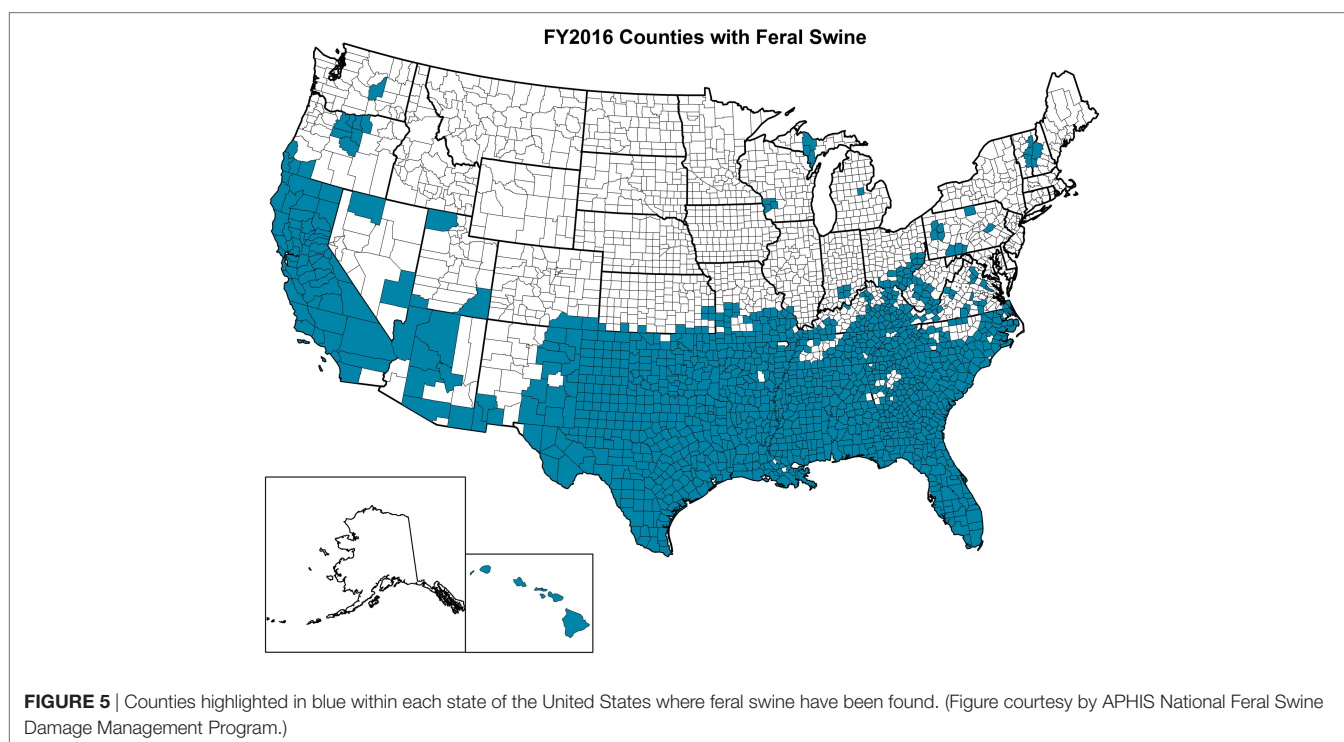 FY2016 Counties with Feral Swine
FIGURE 5 | Counties highlighted in blue within each state of the United States where feral swine have been found. (Figure courtesy by APHIS National Feral Swine
Damage Management Program.)